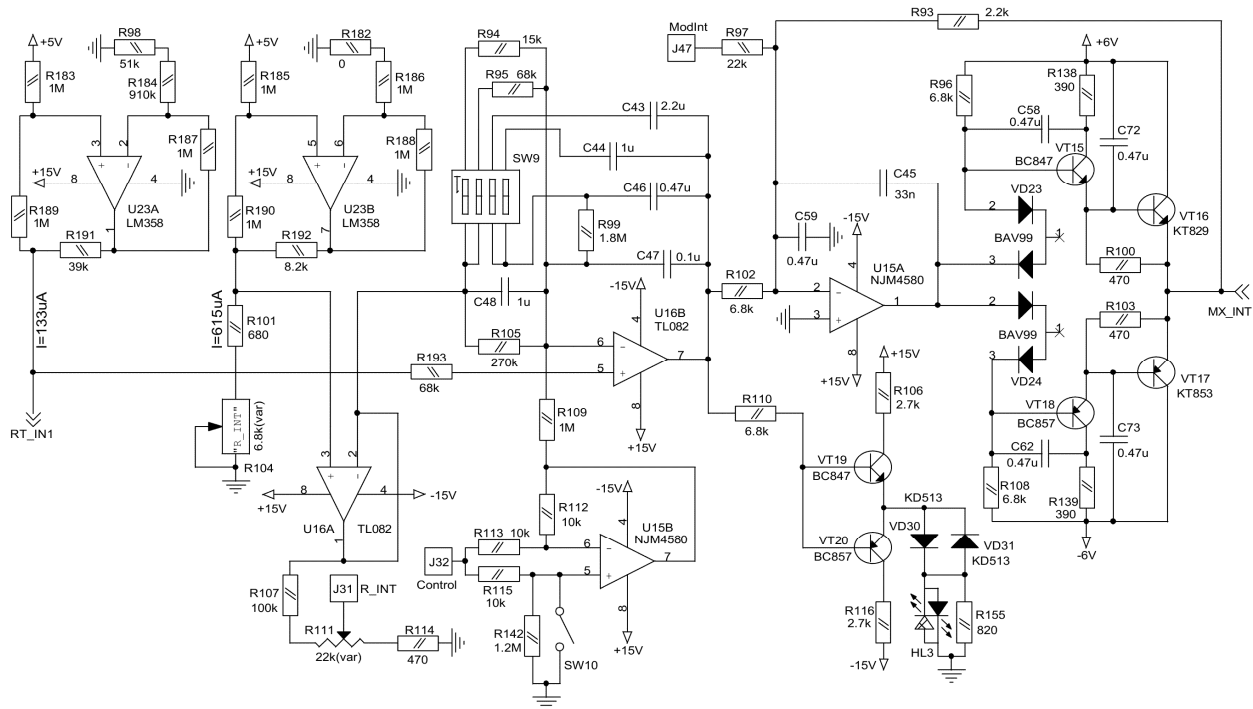 R93
2.2k
ModInt
J47
R97
22k
+5V
R98
51k
R183
1M
R184
910k
R187
1M
3
2
+15V
8
4
U23A
LM358
1
R189
1M
R191
39k
I=133uA
RT_IN1
+5V
R182
0
R185
1M
R186
1M
R188
1M
5
6
+15V
8
4
U23B
LM358
7
R190
1M
R192
8.2k
I=615uA
R101
680
"R_INT"
6.8k(var)
R104
R94
15k
R95 68k
C43
2.2u
C44
1u
SW9
C46
0.47u
R99
1.8M
C47
0.1u
C48
1u
R105
270k
R193
68k
-15V
4
U16B
TL082
6
5
7
8
+15V
R109
1M
3
2
8
4
+15V
-15V
U16A
TL082
1
R107
100k
J31
R_INT
R111
22k(var)
R114
470
R112
10k
R113 10k
J32
Control
R115
10k
R142
1.2M
SW10
-15V
4
U15B
NJM4580
6
5
7
8
+15V
C45
33n
C59
0.47u
-15V
4
R102
6.8k
U15A
NJM4580
2
3
1
8
+15V
R110
6.8k
+15V
R106
2.7k
VT19
BC847
VT20
BC857
R116
2.7k
-15V
KD513
VD30
VD31
KD513
HL3
R155
820
+6V
R96
6.8k
R138
390
C58
0.47u
C72
0.47u
VT15
BC847
VD23
2
1
BAV99
3
VT16
KT829
R100
470
MX_INT
2
1
BAV99
3
VD24
R103
470
VT17
KT853
VT18
BC857
C62
0.47u
C73
0.47u
R108
6.8k
R139
390
-6V